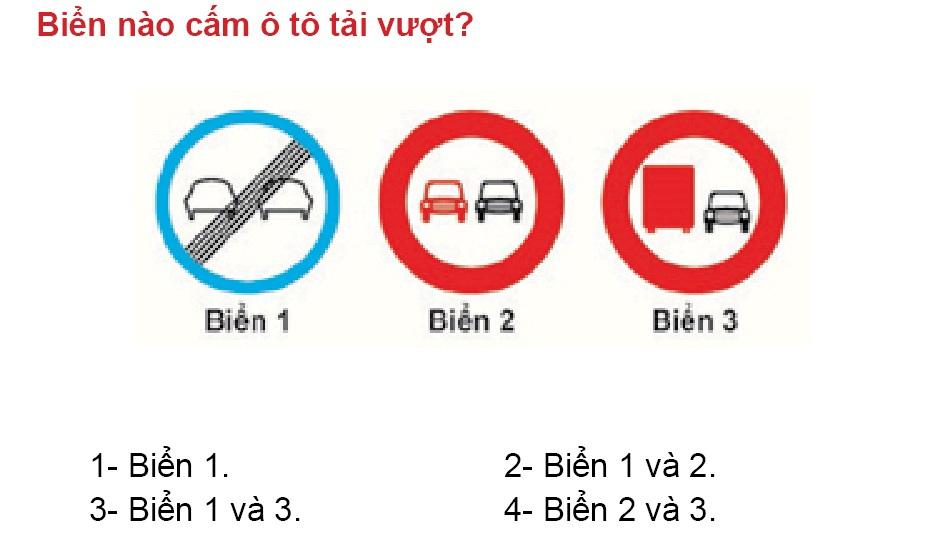 Biển nào cấm ô tô tải vượt?
Biển 1
Biển 2
Biển 3
1- Biển 1.
2- Biển 1 và 2.
3- Biển 1 và 3.
4- Biển 2 và 3.